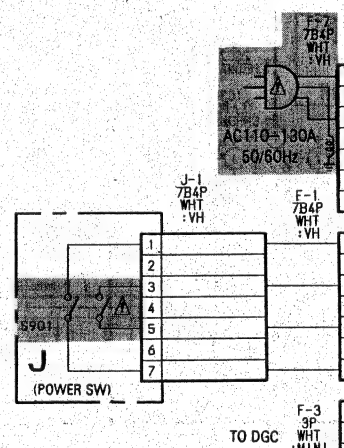 F-7
7B4P
WHT
:VH
AC110-130A
50/60Hz
J-1
7B4P
WHT
:VH
F-1
7B4P
WHT
:VH
1
2
3
4
5
6
7
S901
J
(POWER SW)
F-3
3P
TO DGC WHT
:MINI